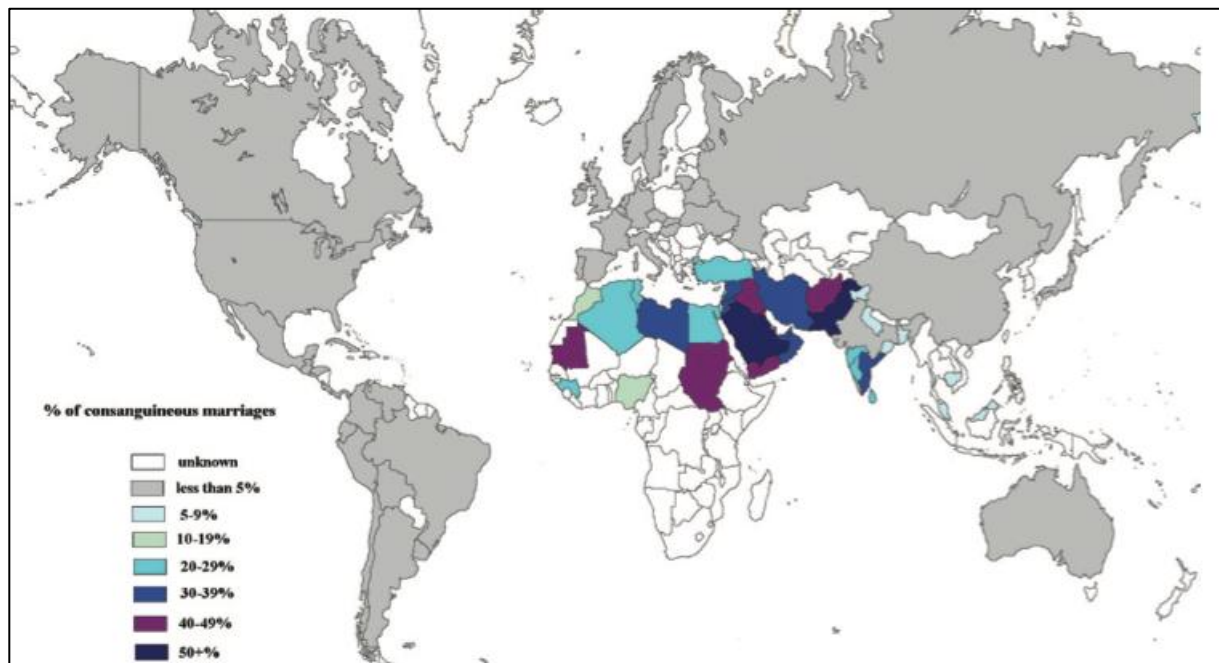 % of consanguineous marriages
unknown
less than 5%
5-9%
10-19%
20-29%
30-39%
40-49%
50+%